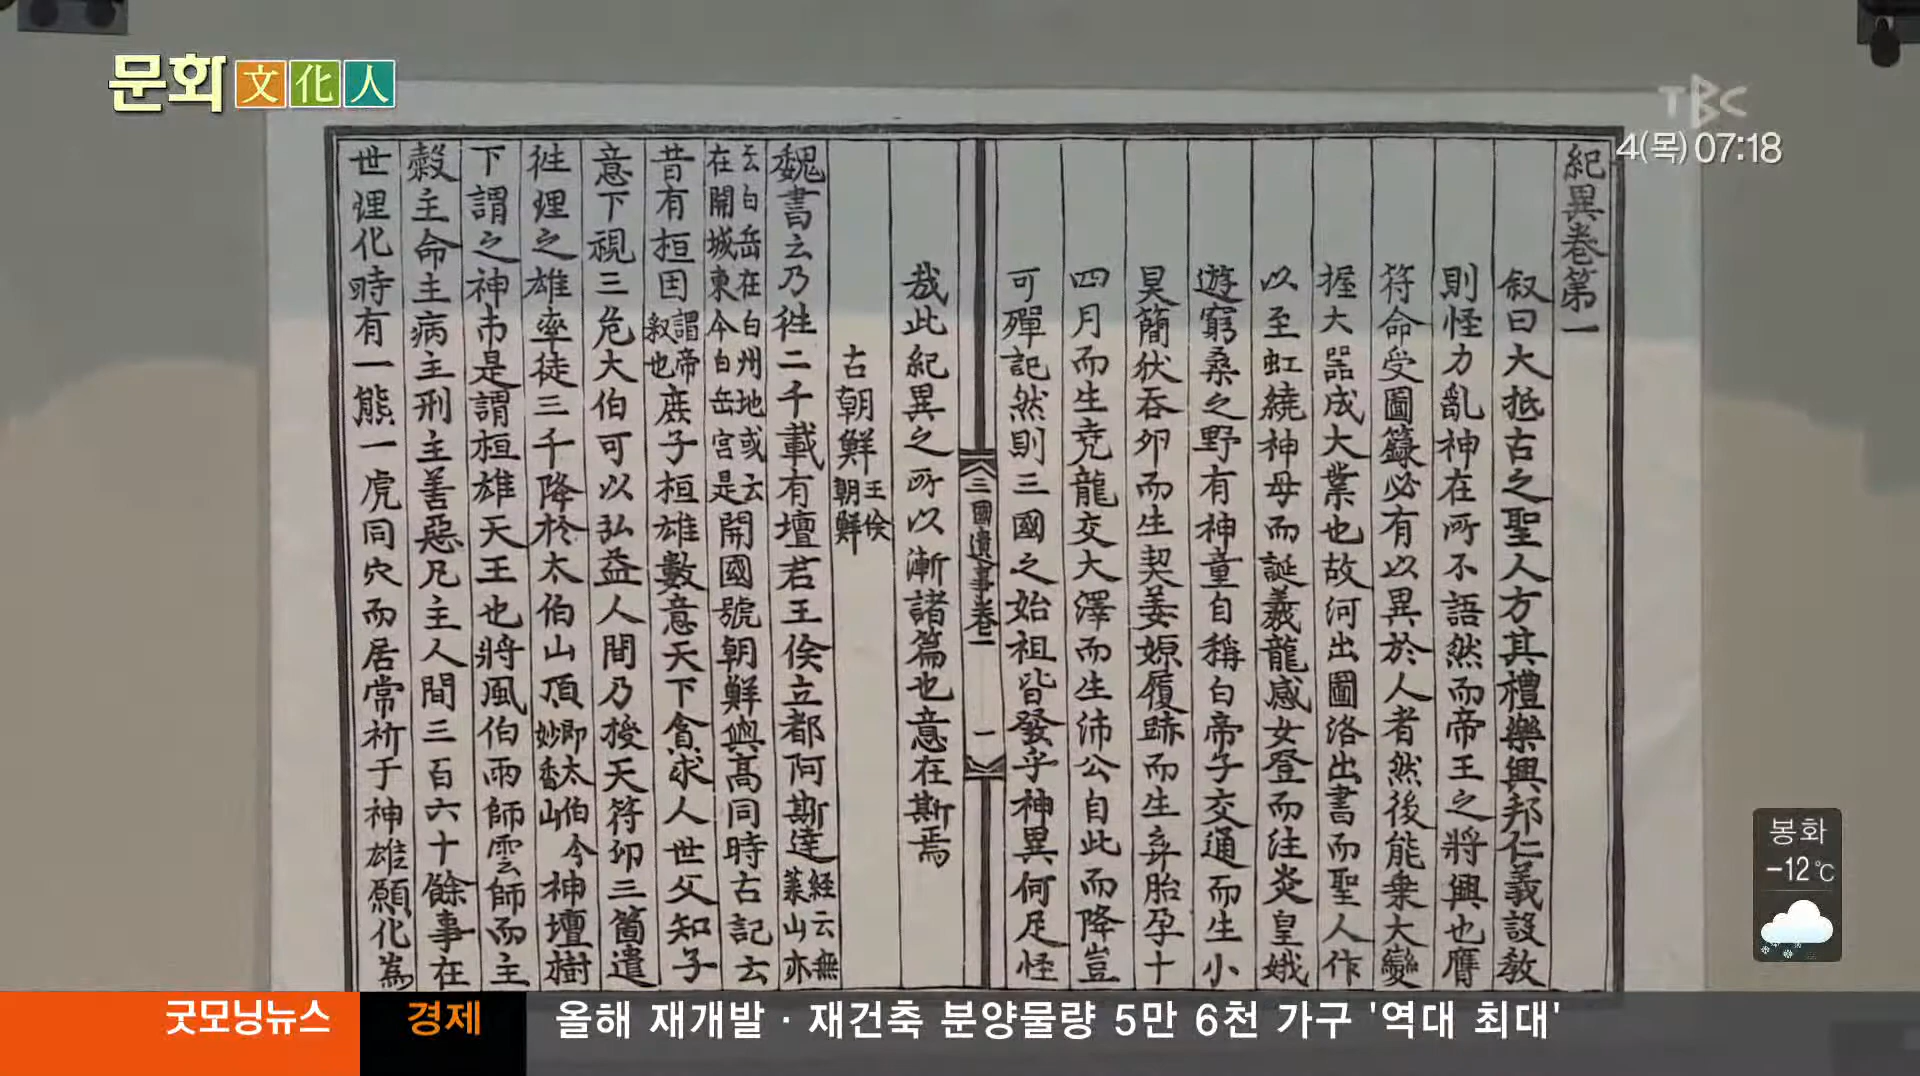 문화 文化人
TBC
4(목) 07:18
紀異卷第一
叙曰大抵古之聖人方其禮樂興邦仁義設敎
則怪力亂神在所不語然而帝王之將興也膺
符命受圖籙必有以異於人者然後能乘大變
握大器成大業也故河出圖洛出書而聖人作
以至虹繞神母而誕羲龍感女登而注炎皇娥
遊窮桑之野有神童自稱白帝子交通而生小
昊簡狄吞卵而生契姜嫄履跡而生弃胎孕十
四月而生堯龍交大澤而生沛公自此而降豈
可殫記然則三國之始祖皆發乎神異何足怪
哉此紀異之所以漸諸篇也意在斯焉
三國遺事卷一 一
古朝鮮 王儉朝鮮
魏書云乃徃二千載有壇君王儉立都阿斯達 經云無葉山亦
云白岳在白州地或云在開城東今白岳宮是 開國號朝鮮與高同時古記云
昔有桓因 謂帝釈也 庶子桓雄數意天下貪求人世父知子
意下視三危大伯可以弘益人間乃授天符印三箇遣
徃理之雄率徒三千降於太伯山頂 即太伯今妙香山 神壇樹
下謂之神市是謂桓雄天王也將風伯雨師雲師而主
穀主命主病主刑主善惡凡主人間三百六十餘事在
世理化時有一熊一虎同穴而居常祈于神雄願化爲
봉화
-12℃
굿모닝뉴스 경제 올해 재개발·재건축 분양물량 5만 6천 가구 '역대 최대'